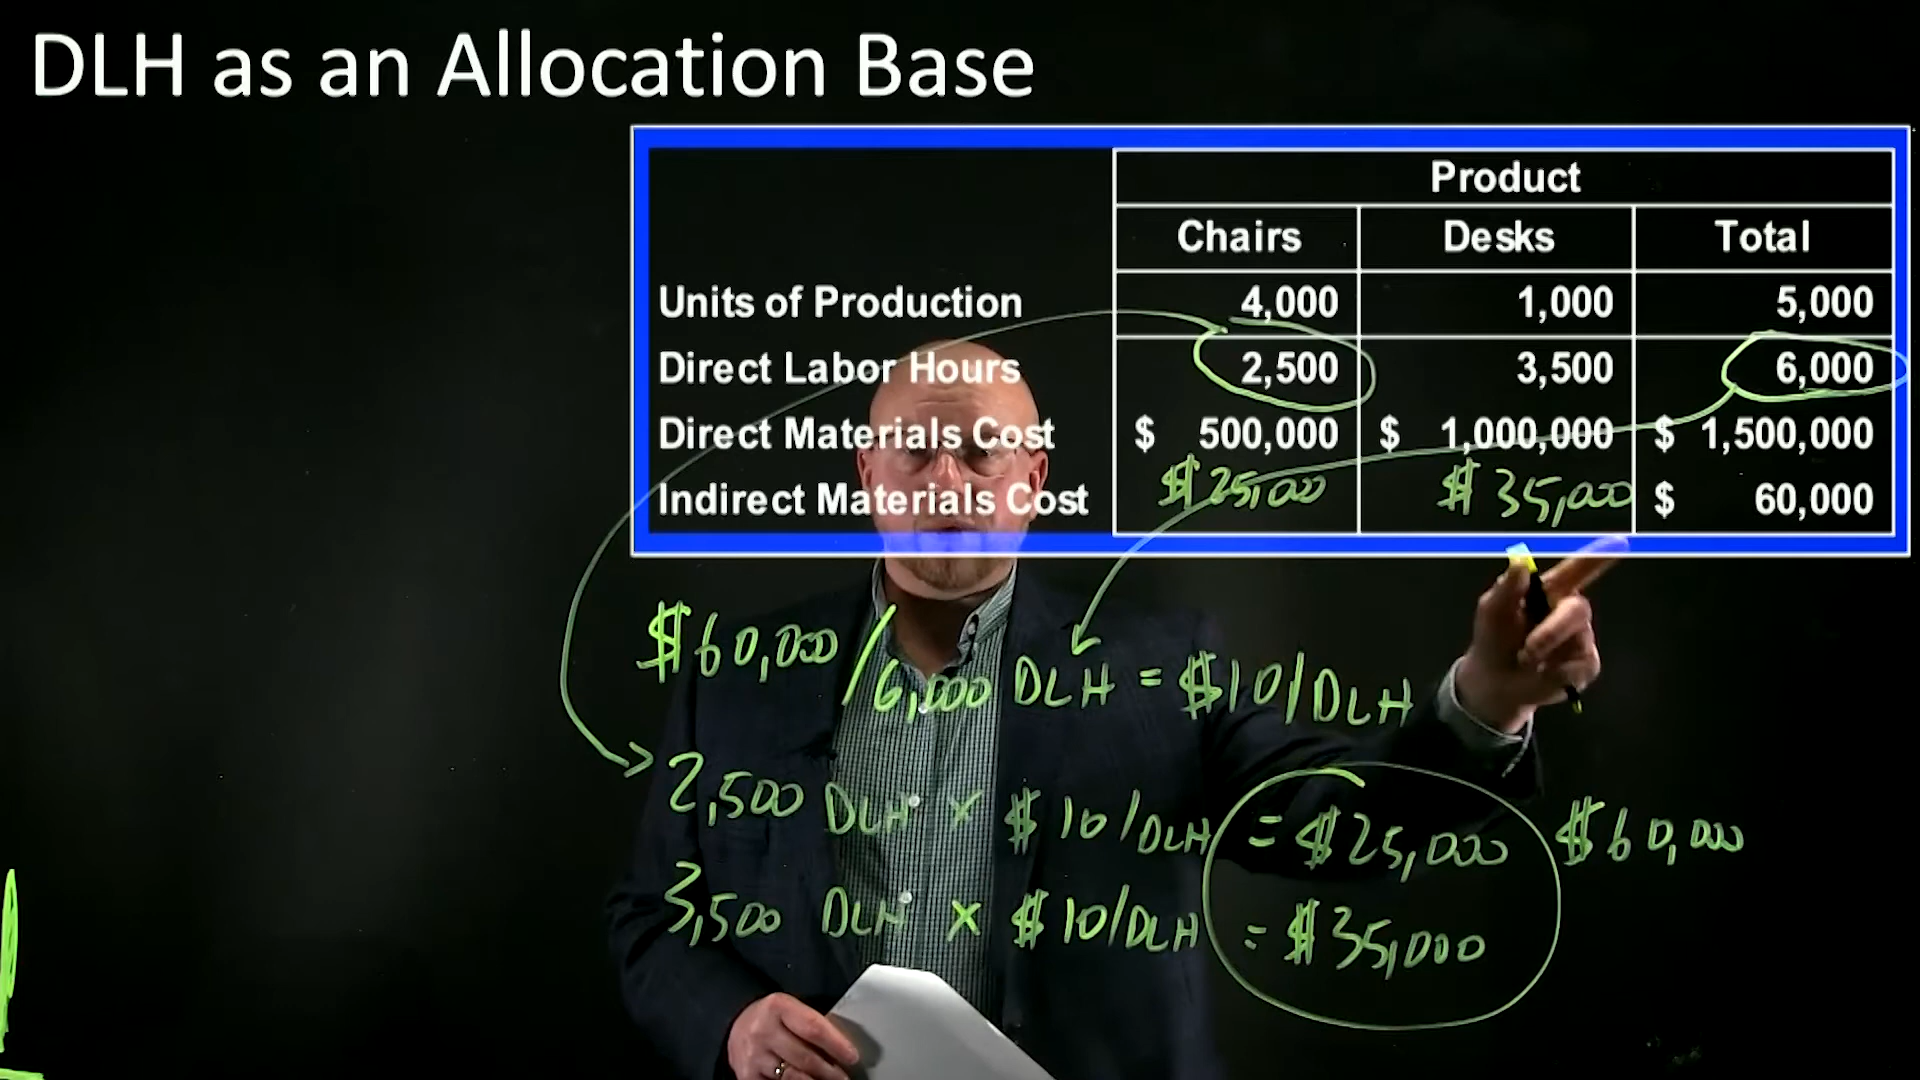 DLH as an Allocation Base
Product
Chairs Desks Total
Units of Production 4,000 1,000 5,000
Direct Labor Hours 2,500 3,500 6,000
Direct Materials Cost $ 500,000 $ 1,000,000 $ 1,500,000
Indirect Materials Cost $25,000 $35,000 $ 60,000
$60,000/6,000 DLH = $10/DLH
2,500 DLH x $10/DLH = $25,000 $60,000
3,500 DLH x $10/DLH = $35,000